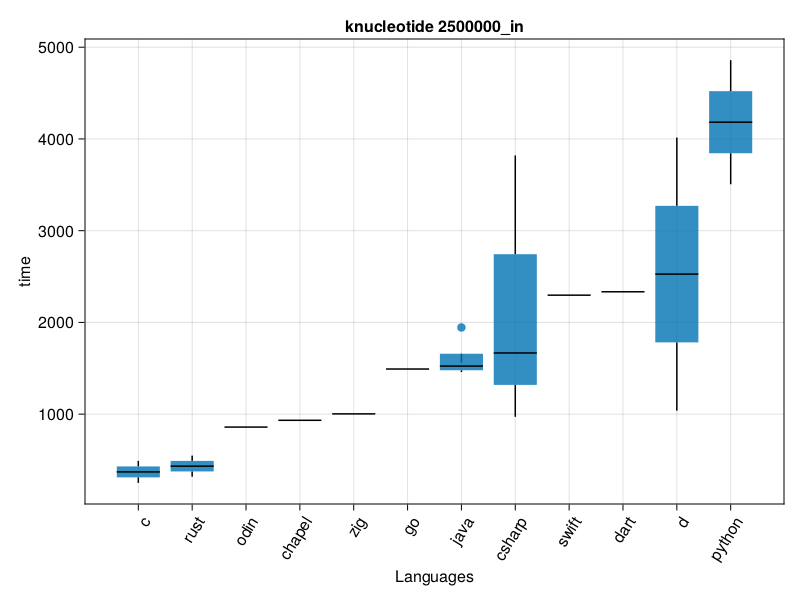 knucleotide 2500000_in
5000
4000
3000
2000
1000
time
c
rust
odin
chapel
zig
go
java
csharp
swift
dart
d
python
Languages